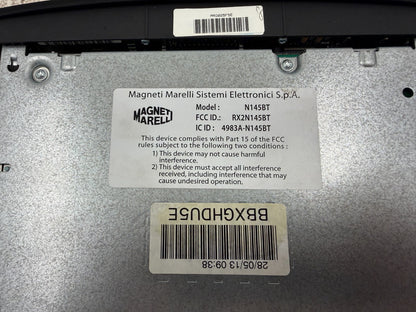 Magneti Marelli Sistemi Elettronici S.p.A.
MAGNETI
MARELLI
Model : N145BT
FCC ID.: RX2N145BT
IC ID : 4983A-N145BT
This device complies with Part 15 of the FCC
rules subject to the following two conditions:
1) This device may not cause harmful
interference.
2) This device must accept all interference
received, including interference that may
cause undesired operation.
BBXGHDU5E
28/05/13 09:38